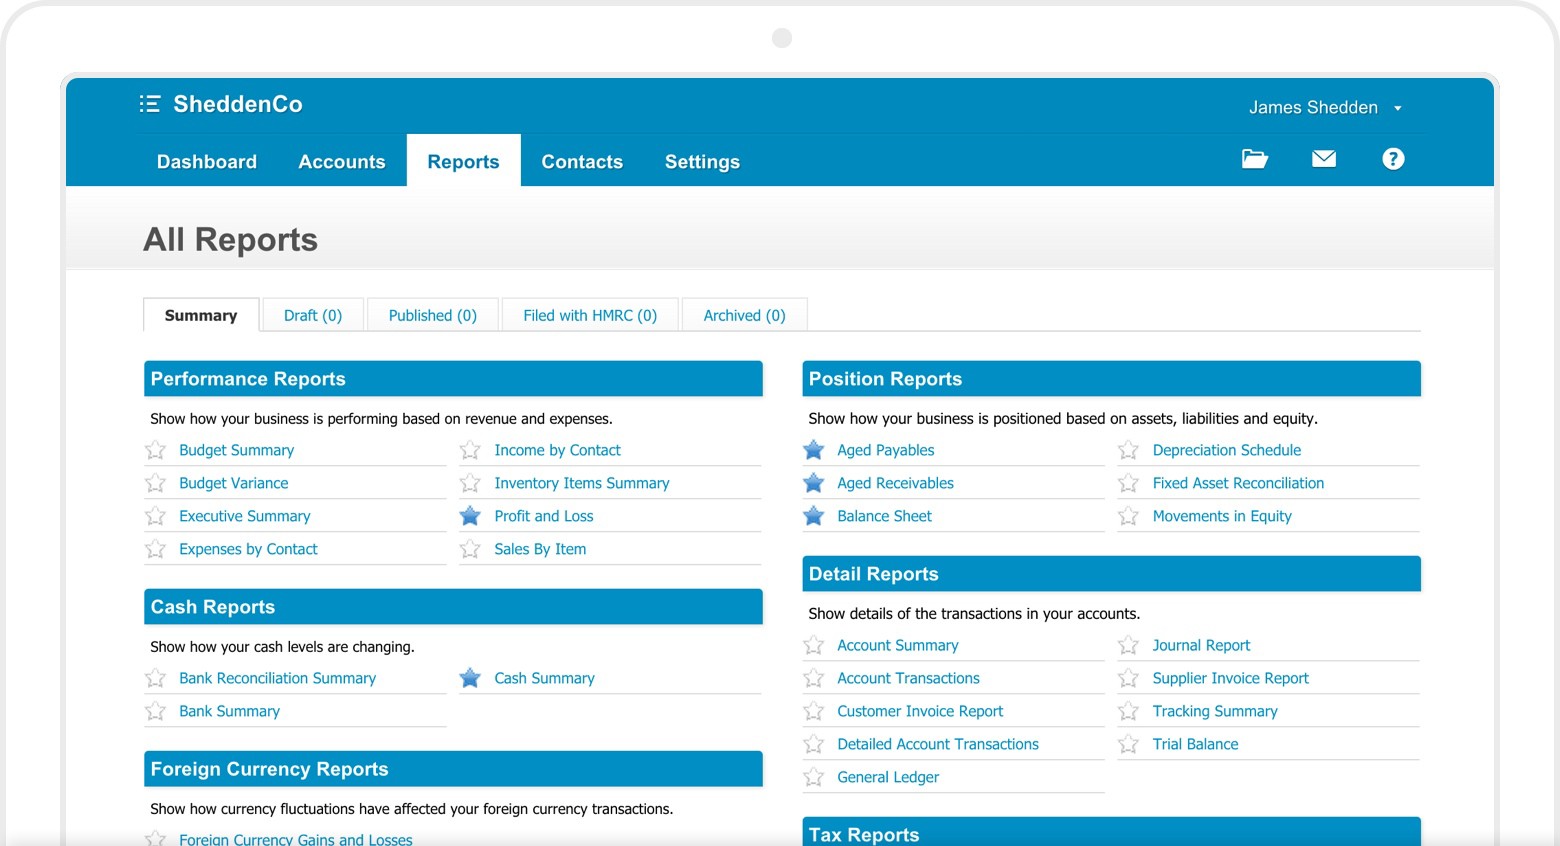 SheddenCo
James Shedden
Dashboard Accounts Reports Contacts Settings
?
All Reports
Summary Draft (0) Published (0) Filed with HMRC (0) Archived (0)
Performance Reports
Show how your business is performing based on revenue and expenses.
Budget Summary Income by Contact
Budget Variance Inventory Items Summary
Executive Summary Profit and Loss
Expenses by Contact Sales By Item
Cash Reports
Show how your cash levels are changing.
Bank Reconciliation Summary Cash Summary
Bank Summary
Foreign Currency Reports
Show how currency fluctuations have affected your foreign currency transactions.
Foreign Currency Gains and Losses
Position Reports
Show how your business is positioned based on assets, liabilities and equity.
Aged Payables Depreciation Schedule
Aged Receivables Fixed Asset Reconciliation
Balance Sheet Movements in Equity
Detail Reports
Show details of the transactions in your accounts.
Account Summary Journal Report
Account Transactions Supplier Invoice Report
Customer Invoice Report Tracking Summary
Detailed Account Transactions Trial Balance
General Ledger
Tax Reports